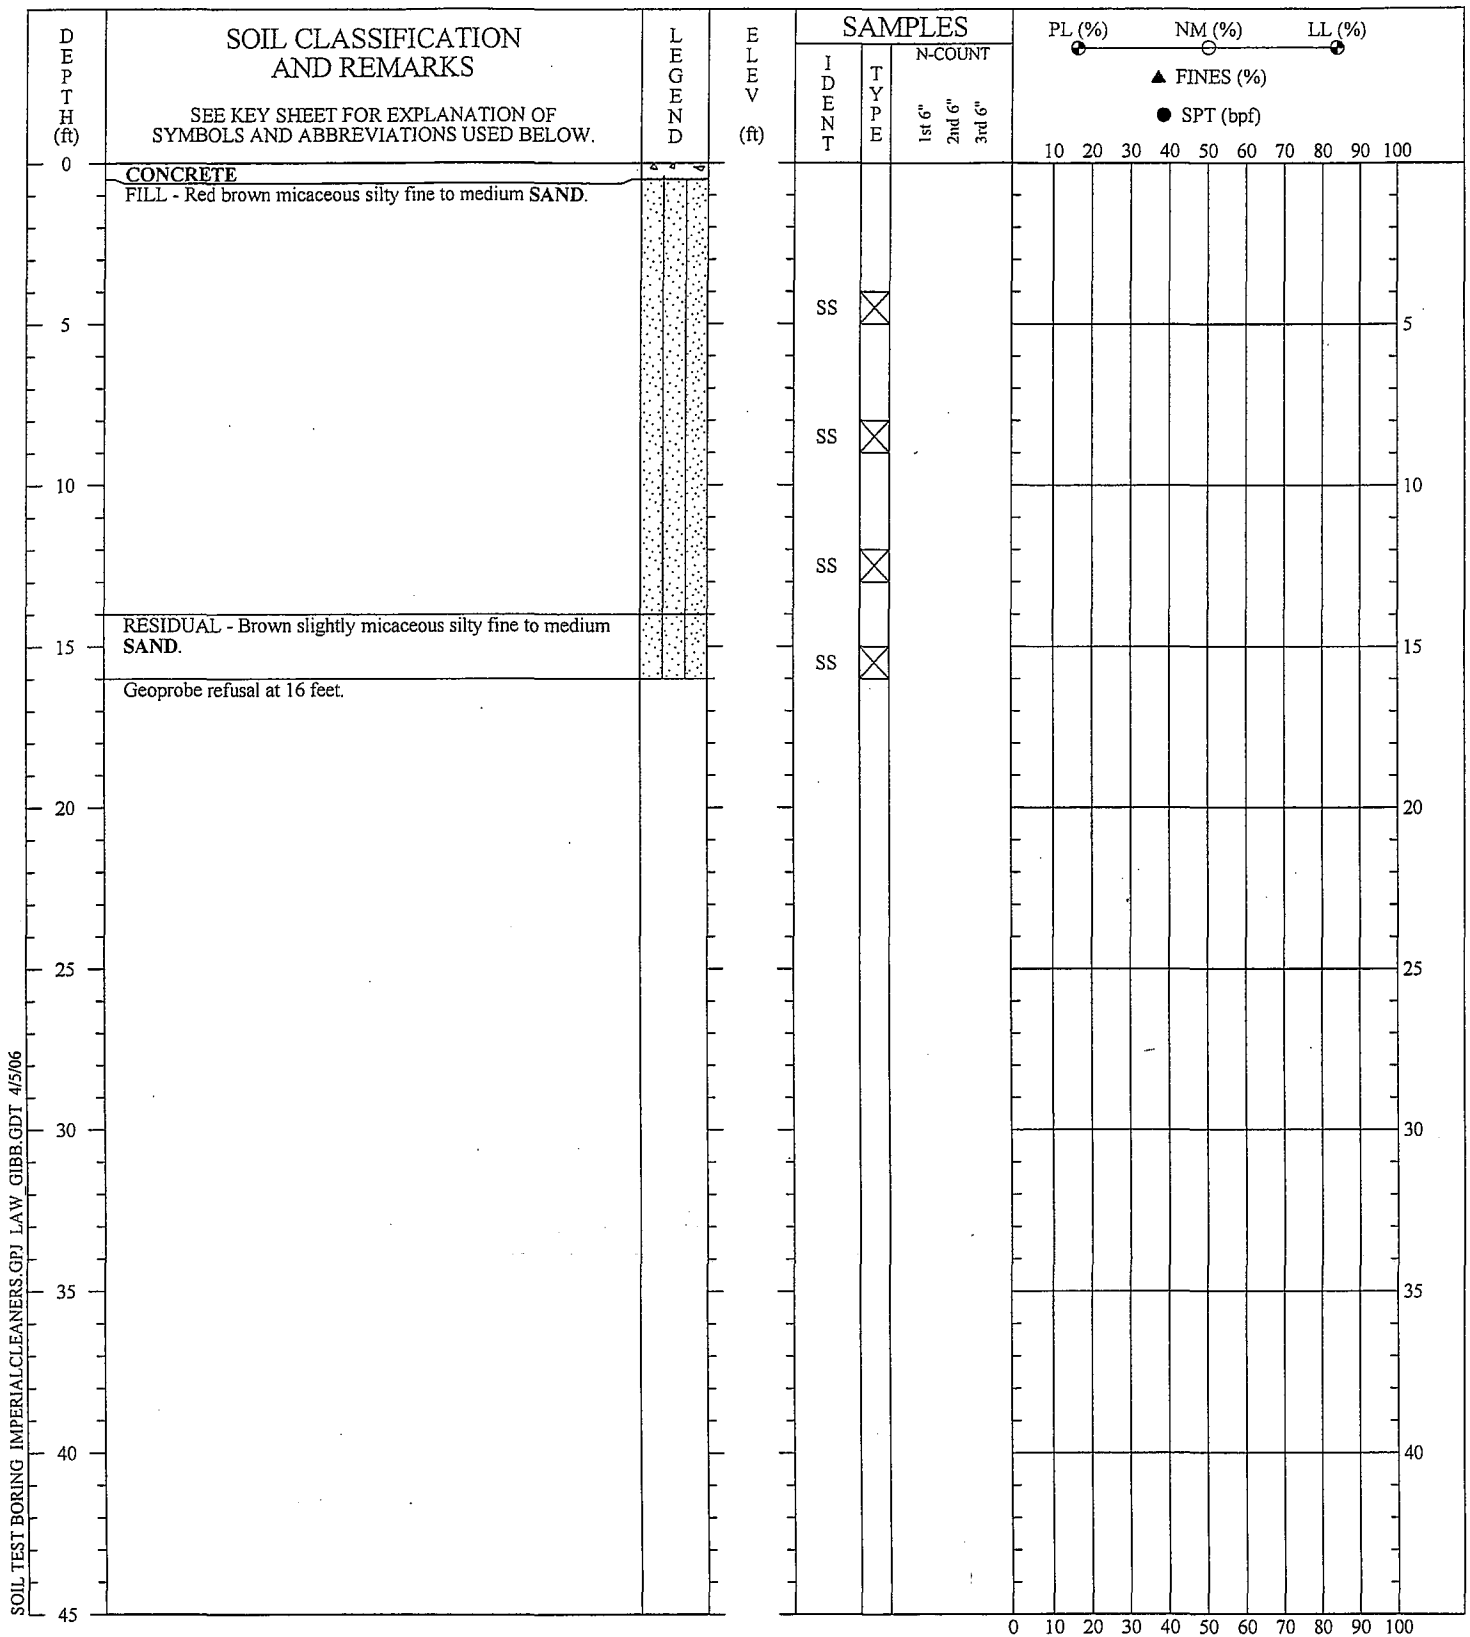 DEPTH (ft)
SOIL CLASSIFICATION
AND REMARKS
SEE KEY SHEET FOR EXPLANATION OF
SYMBOLS AND ABBREVIATIONS USED BELOW.
LEGEND
ELEV (ft)
SAMPLES
IDENT
TYPE
N-COUNT
1st 6"
2nd 6"
3rd 6"
PL (%) NM (%) LL (%)
▲ FINES (%)
● SPT (bpf)
10 20 30 40 50 60 70 80 90 100
0
CONCRETE
FILL - Red brown micaceous silty fine to medium SAND.
SS
5 5
SS
10 10
SS
RESIDUAL - Brown slightly micaceous silty fine to medium
SAND.
15 SS 15
Geoprobe refusal at 16 feet.
20 20
25 25
30 30
35 35
40 40
45
0 10 20 30 40 50 60 70 80 90 100
SOIL TEST BORING IMPERIALCLEANERS.GPJ LAW_GIBB.GDT 4/5/06